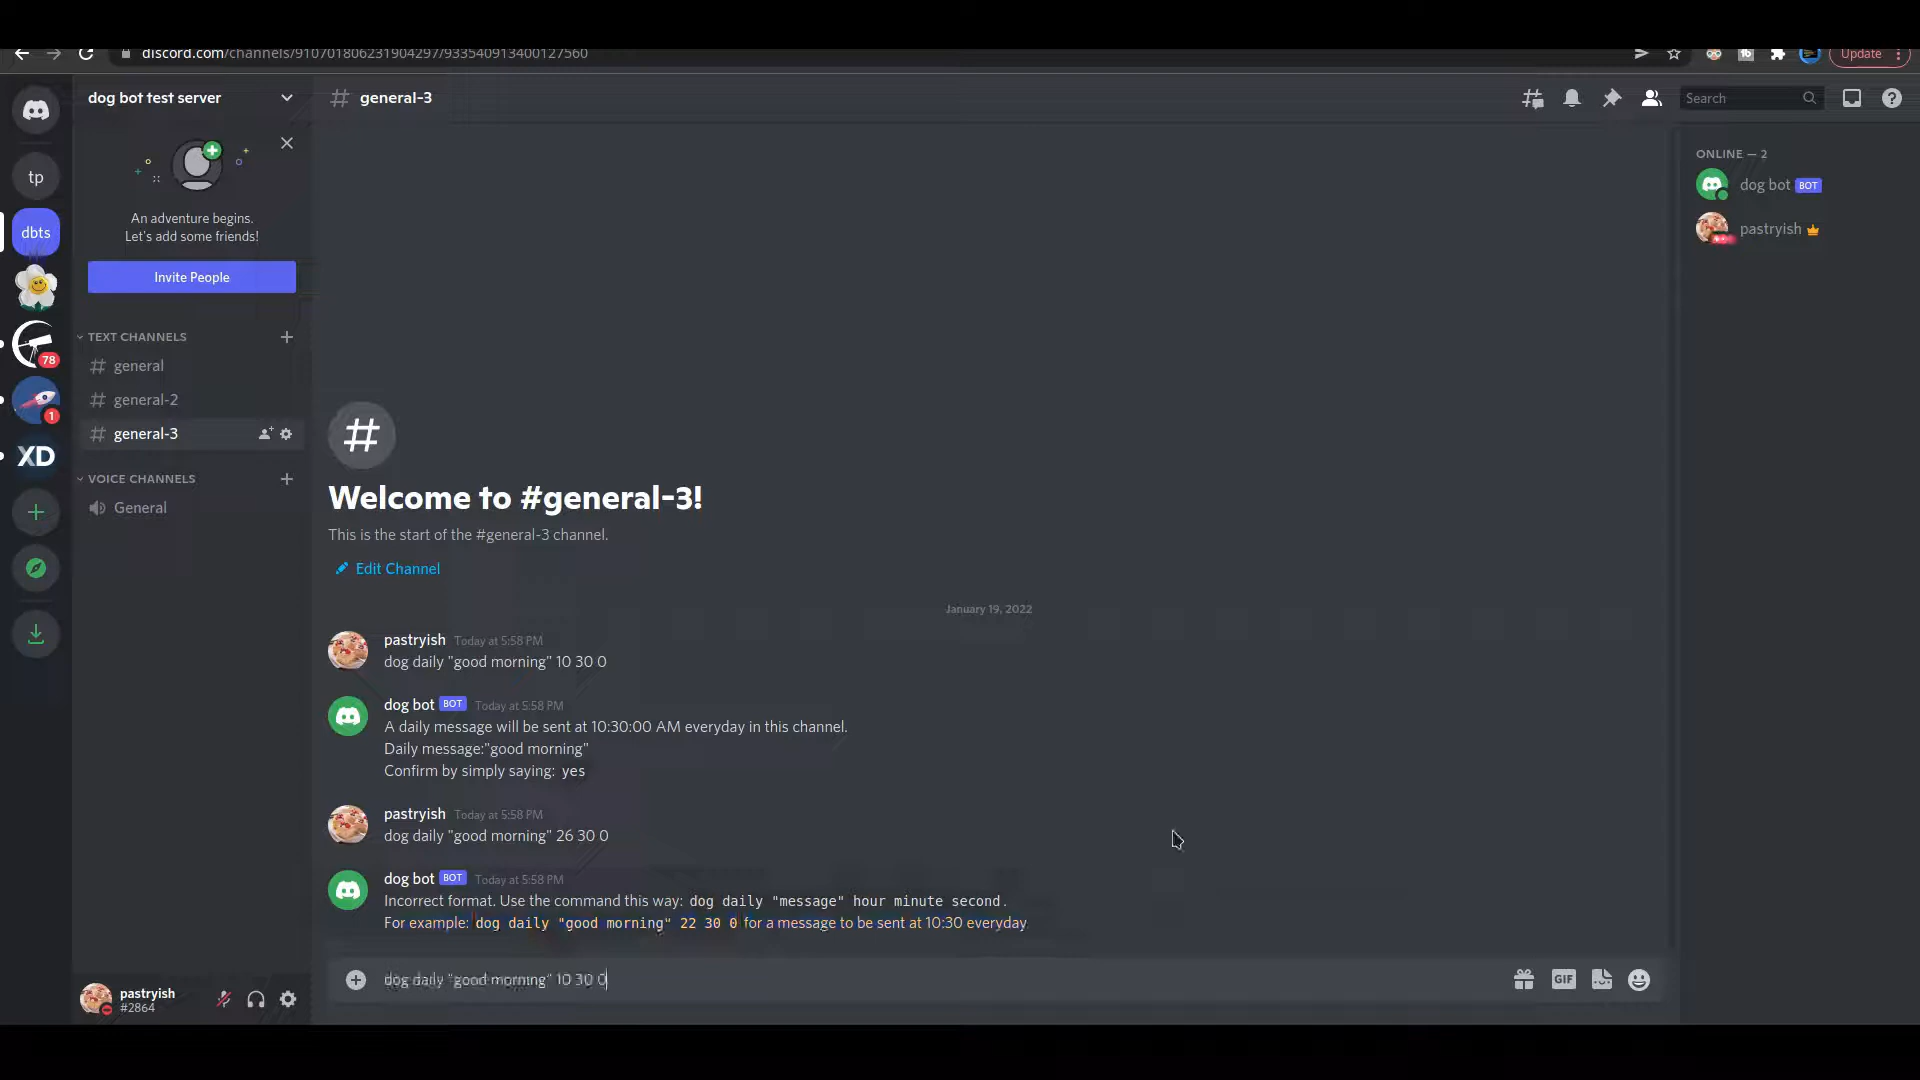 discord.com/channels/910701806231904297/933540913400127560
Update
dog bot test server
general-3
Search
tp
dbts
78
1
XD
An adventure begins.
Let's add some friends!
Invite People
TEXT CHANNELS
general
general-2
general-3
VOICE CHANNELS
General
Welcome to #general-3!
This is the start of the #general-3 channel.
Edit Channel
January 19, 2022
pastryish Today at 5:58 PM
dog daily "good morning" 10 30 0
dog bot BOT Today at 5:58 PM
A daily message will be sent at 10:30:00 AM everyday in this channel.
Daily message:"good morning"
Confirm by simply saying: yes
pastryish Today at 5:58 PM
dog daily "good morning" 26 30 0
dog bot BOT Today at 5:58 PM
Incorrect format. Use the command this way: dog daily "message" hour minute second.
For example: dog daily "good morning" 22 30 0 for a message to be sent at 10:30 everyday
dog daily "good morning" 10 30 0
GIF
pastryish
#2864
ONLINE — 2
dog bot BOT
pastryish